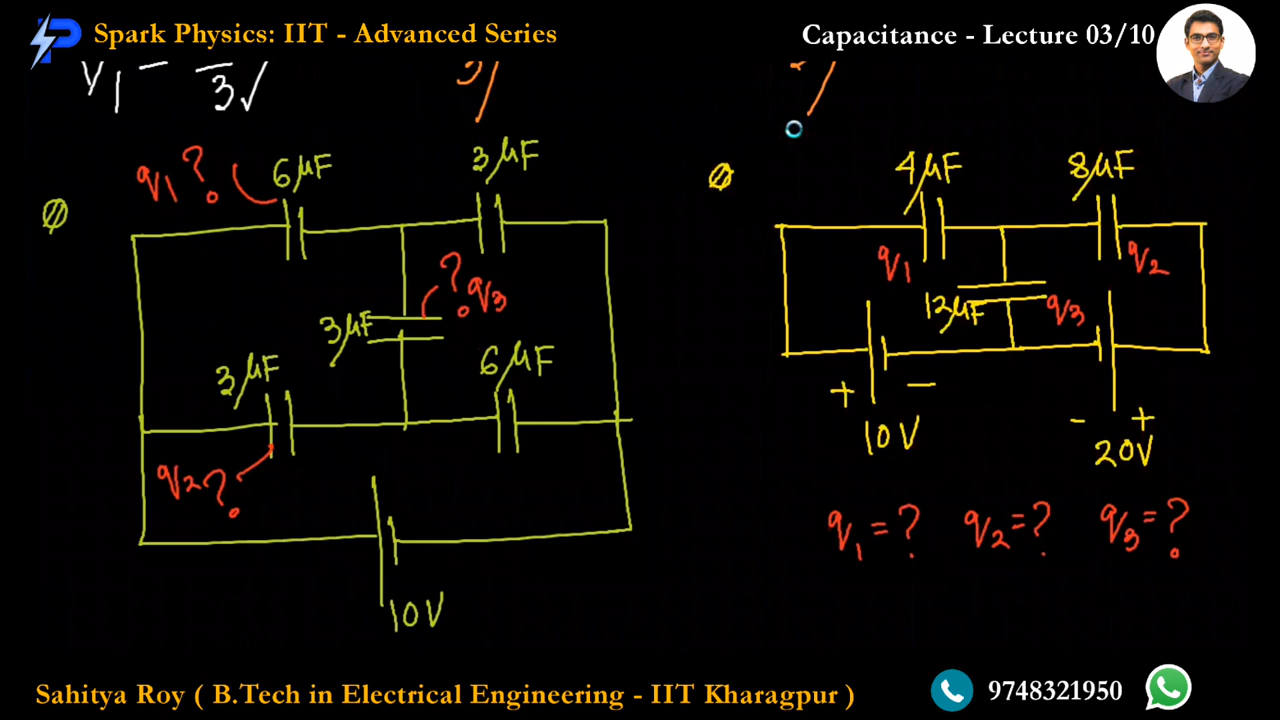 Spark Physics: IIT - Advanced Series
Capacitance - Lecture 03/10
V1 = 3
q1?
6μF
3μF
3μF
?q3
3μF
6μF
q2?
10V
4μF
8μF
q1
q2
12μF
q3
+ -
- +
10V
20V
q1 = ? q2 = ? q3 = ?
Sahitya Roy ( B.Tech in Electrical Engineering - IIT Kharagpur )
9748321950